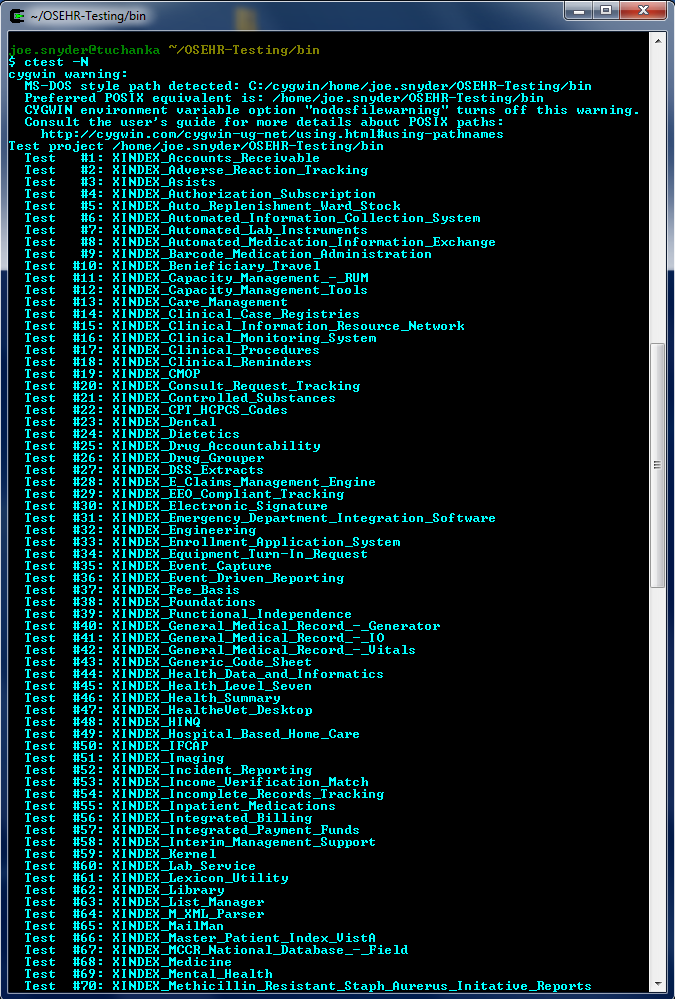 ~/OSEHR-Testing/bin
joe.snyder@tuchanka ~/OSEHR-Testing/bin
$ ctest -N
cygwin warning:
  MS-DOS style path detected: C:/cygwin/home/joe.snyder/OSEHR-Testing/bin
  Preferred POSIX equivalent is: /home/joe.snyder/OSEHR-Testing/bin
  CYGWIN environment variable option "nodosfilewarning" turns off this warning.
  Consult the user's guide for more details about POSIX paths:
    http://cygwin.com/cygwin-ug-net/using.html#using-pathnames
Test project /home/joe.snyder/OSEHR-Testing/bin
  Test   #1: XINDEX_Accounts_Receivable
  Test   #2: XINDEX_Adverse_Reaction_Tracking
  Test   #3: XINDEX_Asists
  Test   #4: XINDEX_Authorization_Subscription
  Test   #5: XINDEX_Auto_Replenishment_Ward_Stock
  Test   #6: XINDEX_Automated_Information_Collection_System
  Test   #7: XINDEX_Automated_Lab_Instruments
  Test   #8: XINDEX_Automated_Medication_Information_Exchange
  Test   #9: XINDEX_Barcode_Medication_Administration
  Test  #10: XINDEX_Benieficiary_Travel
  Test  #11: XINDEX_Capacity_Management_-_RUM
  Test  #12: XINDEX_Capacity_Management_Tools
  Test  #13: XINDEX_Care_Management
  Test  #14: XINDEX_Clinical_Case_Registries
  Test  #15: XINDEX_Clinical_Information_Resource_Network
  Test  #16: XINDEX_Clinical_Monitoring_System
  Test  #17: XINDEX_Clinical_Procedures
  Test  #18: XINDEX_Clinical_Reminders
  Test  #19: XINDEX_CMOP
  Test  #20: XINDEX_Consult_Request_Tracking
  Test  #21: XINDEX_Controlled_Substances
  Test  #22: XINDEX_CPT_HCPCS_Codes
  Test  #23: XINDEX_Dental
  Test  #24: XINDEX_Dietetics
  Test  #25: XINDEX_Drug_Accountability
  Test  #26: XINDEX_Drug_Grouper
  Test  #27: XINDEX_DSS_Extracts
  Test  #28: XINDEX_E_Claims_Management_Engine
  Test  #29: XINDEX_EEO_Compliant_Tracking
  Test  #30: XINDEX_Electronic_Signature
  Test  #31: XINDEX_Emergency_Department_Integration_Software
  Test  #32: XINDEX_Engineering
  Test  #33: XINDEX_Enrollment_Application_System
  Test  #34: XINDEX_Equipment_Turn-In_Request
  Test  #35: XINDEX_Event_Capture
  Test  #36: XINDEX_Event_Driven_Reporting
  Test  #37: XINDEX_Fee_Basis
  Test  #38: XINDEX_Foundations
  Test  #39: XINDEX_Functional_Independence
  Test  #40: XINDEX_General_Medical_Record_-_Generator
  Test  #41: XINDEX_General_Medical_Record_-_IO
  Test  #42: XINDEX_General_Medical_Record_-_Vitals
  Test  #43: XINDEX_Generic_Code_Sheet
  Test  #44: XINDEX_Health_Data_and_Informatics
  Test  #45: XINDEX_Health_Level_Seven
  Test  #46: XINDEX_Health_Summary
  Test  #47: XINDEX_HealtheVet_Desktop
  Test  #48: XINDEX_HINQ
  Test  #49: XINDEX_Hospital_Based_Home_Care
  Test  #50: XINDEX_IFCAP
  Test  #51: XINDEX_Imaging
  Test  #52: XINDEX_Incident_Reporting
  Test  #53: XINDEX_Income_Verification_Match
  Test  #54: XINDEX_Incomplete_Records_Tracking
  Test  #55: XINDEX_Inpatient_Medications
  Test  #56: XINDEX_Integrated_Billing
  Test  #57: XINDEX_Integrated_Payment_Funds
  Test  #58: XINDEX_Interim_Management_Support
  Test  #59: XINDEX_Kernel
  Test  #60: XINDEX_Lab_Service
  Test  #61: XINDEX_Lexicon_Utility
  Test  #62: XINDEX_Library
  Test  #63: XINDEX_List_Manager
  Test  #64: XINDEX_M_XML_Parser
  Test  #65: XINDEX_MailMan
  Test  #66: XINDEX_Master_Patient_Index_VistA
  Test  #67: XINDEX_MCCR_National_Database_-_Field
  Test  #68: XINDEX_Medicine
  Test  #69: XINDEX_Mental_Health
  Test  #70: XINDEX_Methicillin_Resistant_Staph_Aurerus_Initative_Reports